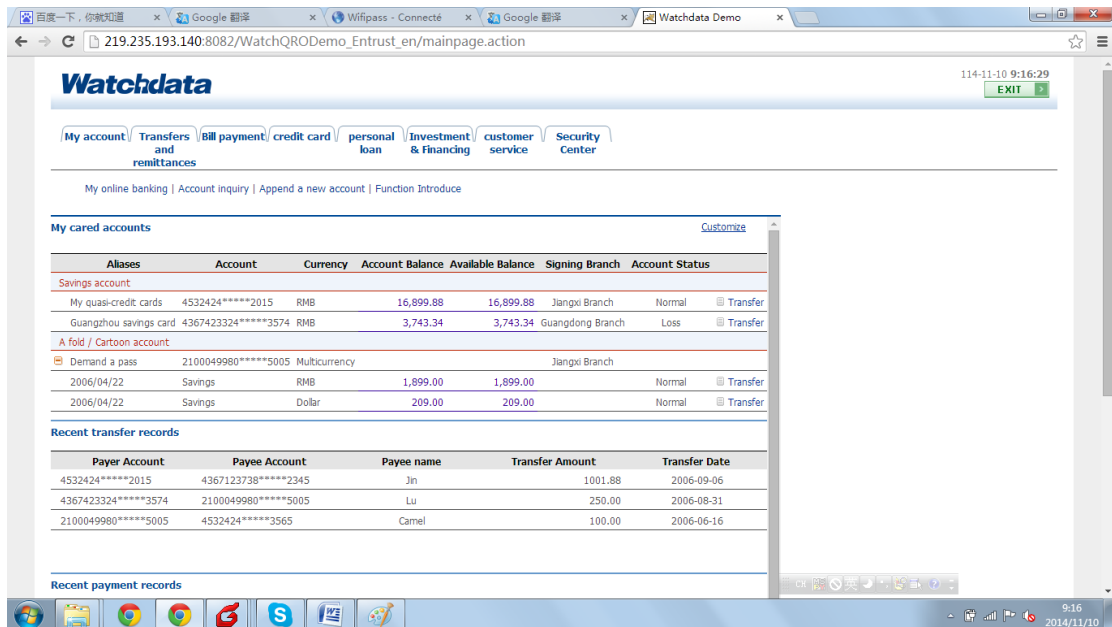 百度一下，你就知道 Google 翻译 Wifipass - Connecté Google 翻译 Watchdata Demo
219.235.193.140:8082/WatchQRODemo_Entrust_en/mainpage.action
Watchdata
114-11-10 9:16:29
EXIT
My account Transfers and remittances Bill payment credit card personal loan Investment & Financing customer service Security Center
My online banking | Account inquiry | Append a new account | Function Introduce
My cared accounts Customize
Aliases Account Currency Account Balance Available Balance Signing Branch Account Status
Savings account
My quasi-credit cards 4532424*****2015 RMB 16,899.88 16,899.88 Jiangxi Branch Normal Transfer
Guangzhou savings card 4367423324*****3574 RMB 3,743.34 3,743.34 Guangdong Branch Loss Transfer
A fold / Cartoon account
Demand a pass 2100049980*****5005 Multicurrency Jiangxi Branch
2006/04/22 Savings RMB 1,899.00 1,899.00 Normal Transfer
2006/04/22 Savings Dollar 209.00 209.00 Normal Transfer
Recent transfer records
Payer Account Payee Account Payee name Transfer Amount Transfer Date
4532424*****2015 4367123738*****2345 Jin 1001.88 2006-09-06
4367423324*****3574 2100049980*****5005 Lu 250.00 2006-08-31
2100049980*****5005 4532424*****3565 Camel 100.00 2006-06-16
Recent payment records
CH 英
9:16
2014/11/10